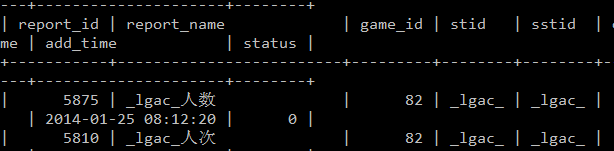 ---+-----------+--------------------+--------+
| report_id | report_name | game_id | stid | sstid |
me | add_time | status |
+-----------+------------------------------+---------+--------+--------+
---+-----------+--------------------+--------+
| 5875 | _lgac_人数 | 82 | _lgac_ | _lgac_ |
| 2014-01-25 08:12:20 | 0 |
| 5810 | _lgac_人次 | 82 | _lgac_ | _lgac_ |